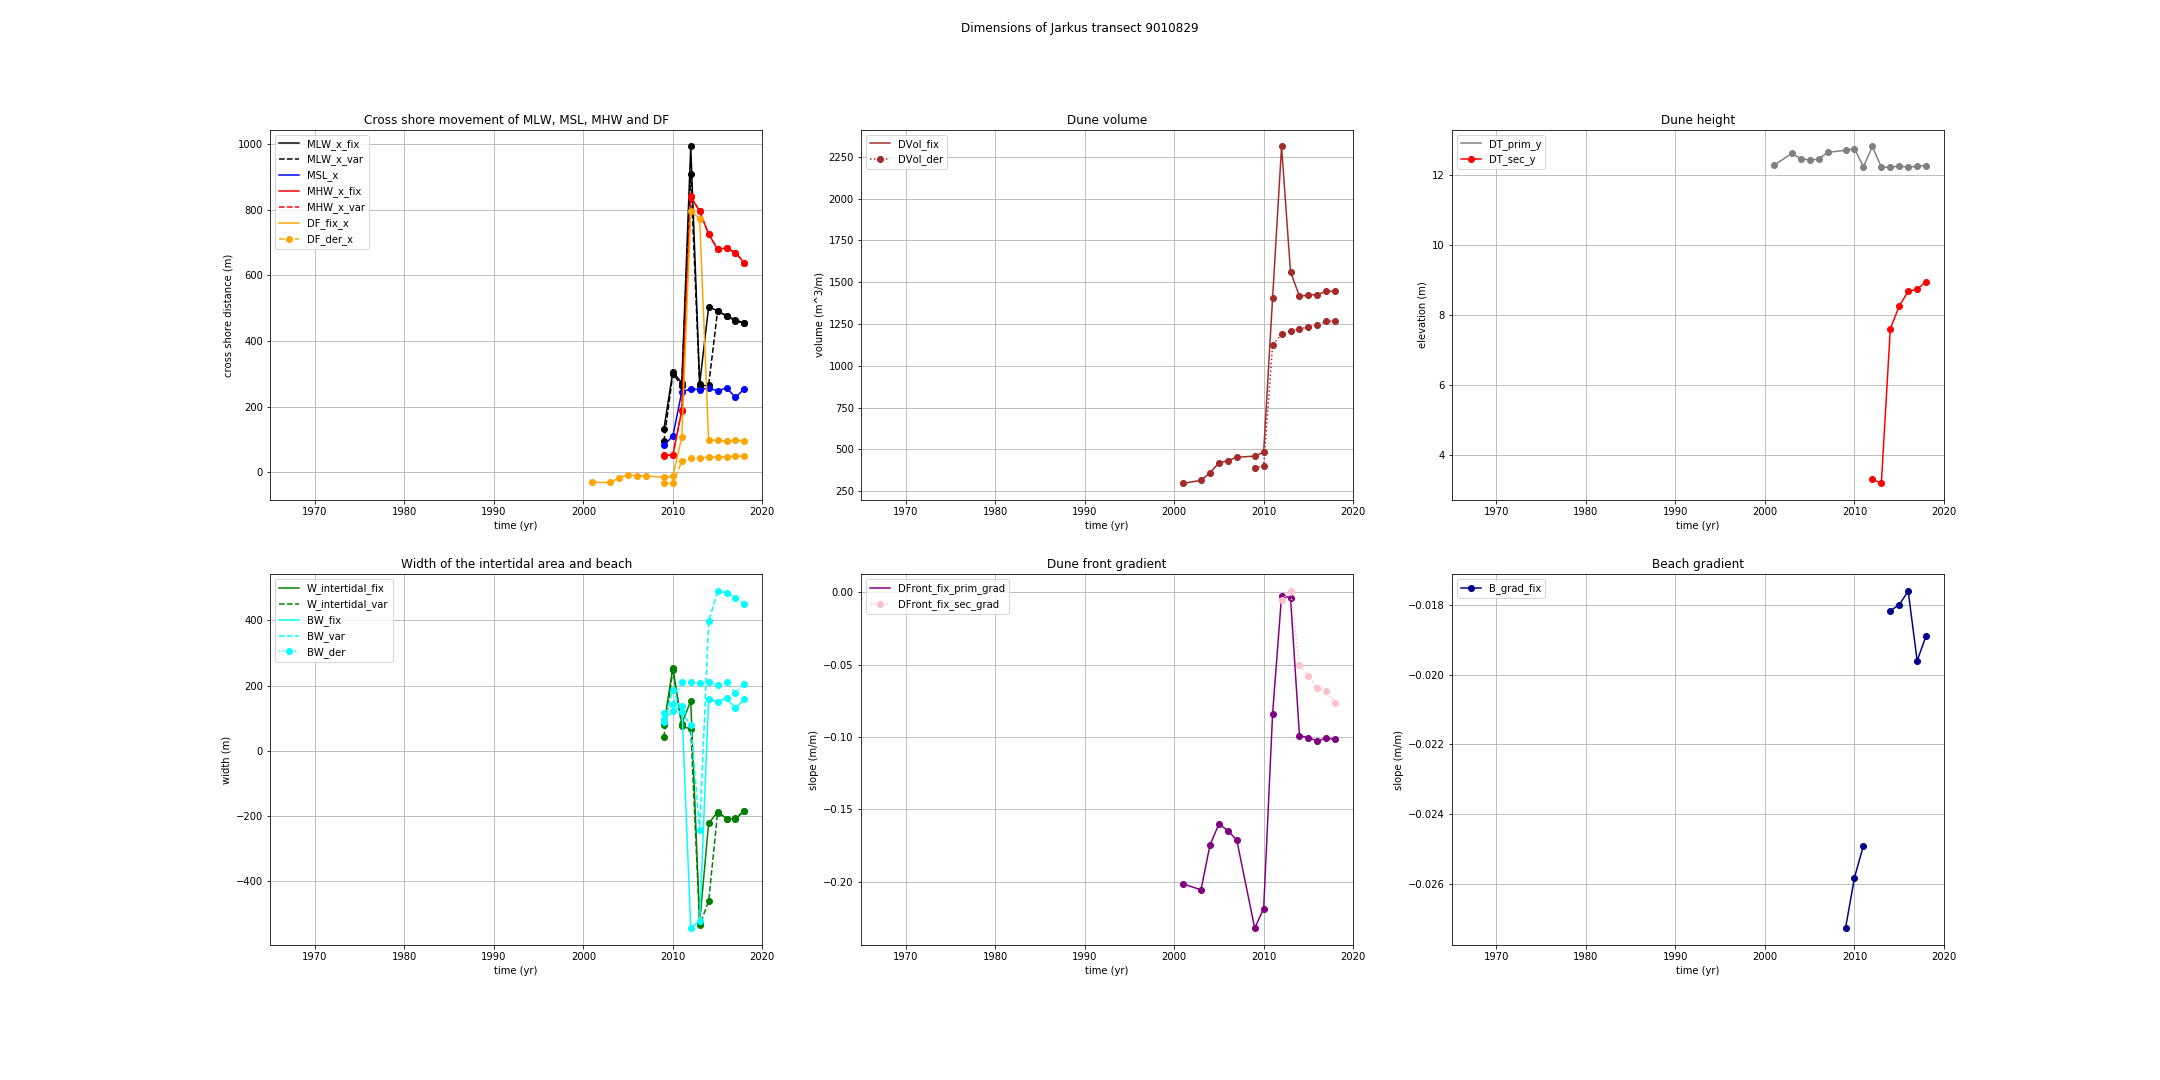 Dimensions of Jarkus transect 9010829
Cross shore movement of MLW, MSL, MHW and DF
cross shore distance (m)
1000
800
600
400
200
0
MLW_x_fix
MLW_x_var
MSL_x
MHW_x_fix
MHW_x_var
DF_fix_x
DF_der_x
1970 1980 1990 2000 2010 2020
time (yr)
Dune volume
volume (m^3/m)
2250
2000
1750
1500
1250
1000
750
500
250
DVol_fix
DVol_der
1970 1980 1990 2000 2010 2020
time (yr)
Dune height
elevation (m)
12
10
8
6
4
DT_prim_y
DT_sec_y
1970 1980 1990 2000 2010 2020
time (yr)
Width of the intertidal area and beach
width (m)
400
200
0
−200
−400
W_intertidal_fix
W_intertidal_var
BW_fix
BW_var
BW_der
1970 1980 1990 2000 2010 2020
time (yr)
Dune front gradient
slope (m/m)
0.00
−0.05
−0.10
−0.15
−0.20
DFront_fix_prim_grad
DFront_fix_sec_grad
1970 1980 1990 2000 2010 2020
time (yr)
Beach gradient
slope (m/m)
−0.018
−0.020
−0.022
−0.024
−0.026
B_grad_fix
1970 1980 1990 2000 2010 2020
time (yr)